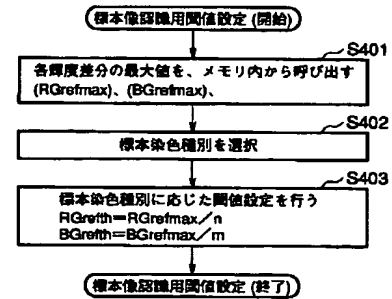 標本像認識用閾値設定 (開始)
S401
各輝度差分の最大値を、メモリ内から呼び出す
(RGrefmax)、(BGrefmax)、
S402
標本染色種別を選択
S403
標本染色種別に応じた閾値設定を行う
RGrefth=RGrefmax/n
BGrefth=BGrefmax/m
標本像認識用閾値設定 (終了)